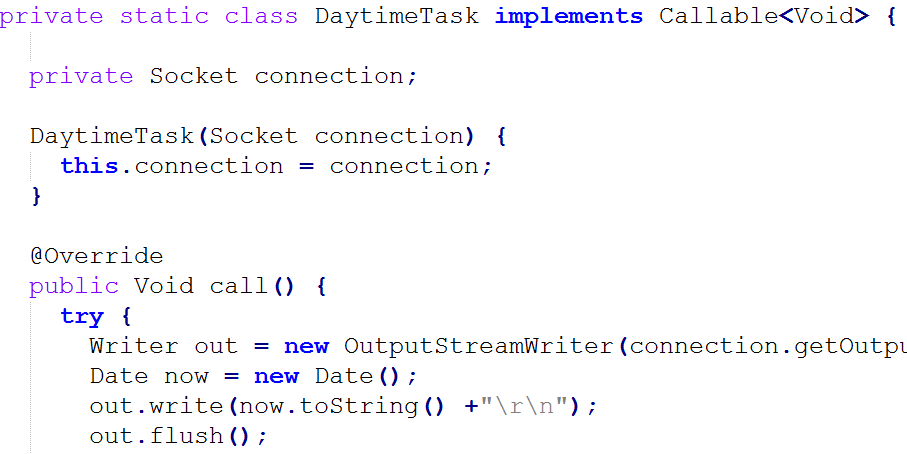 private static class DaytimeTask implements Callable<Void> {
private Socket connection;
DaytimeTask(Socket connection) {
this.connection = connection;
}
@Override
public Void call() {
try {
Writer out = new OutputStreamWriter(connection.getOutpu
Date now = new Date();
out.write(now.toString() +"\r\n");
out.flush();